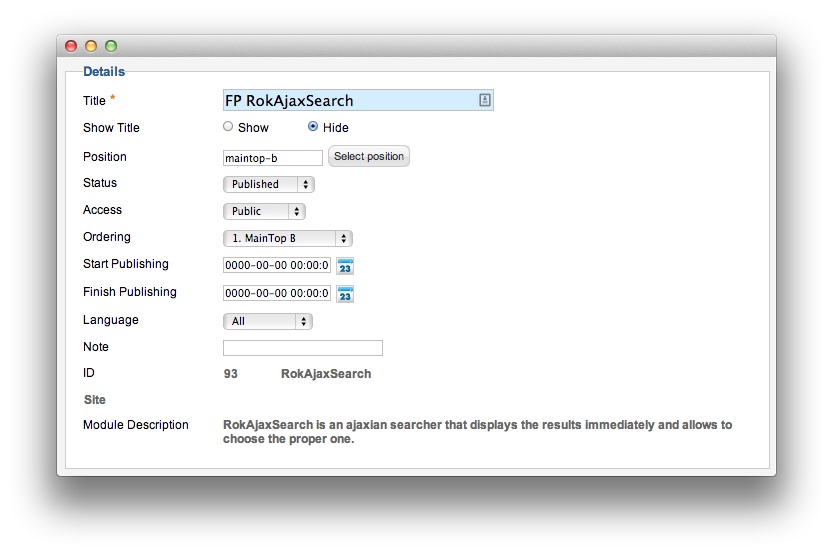 Details
Title * FP RokAjaxSearch
Show Title Show Hide
Position maintop-b Select position
Status Published
Access Public
Ordering 1. MainTop B
Start Publishing 0000-00-00 00:00:0 23
Finish Publishing 0000-00-00 00:00:0 23
Language All
Note
ID 93 RokAjaxSearch
Site
Module Description RokAjaxSearch is an ajaxian searcher that displays the results immediately and allows to
choose the proper one.